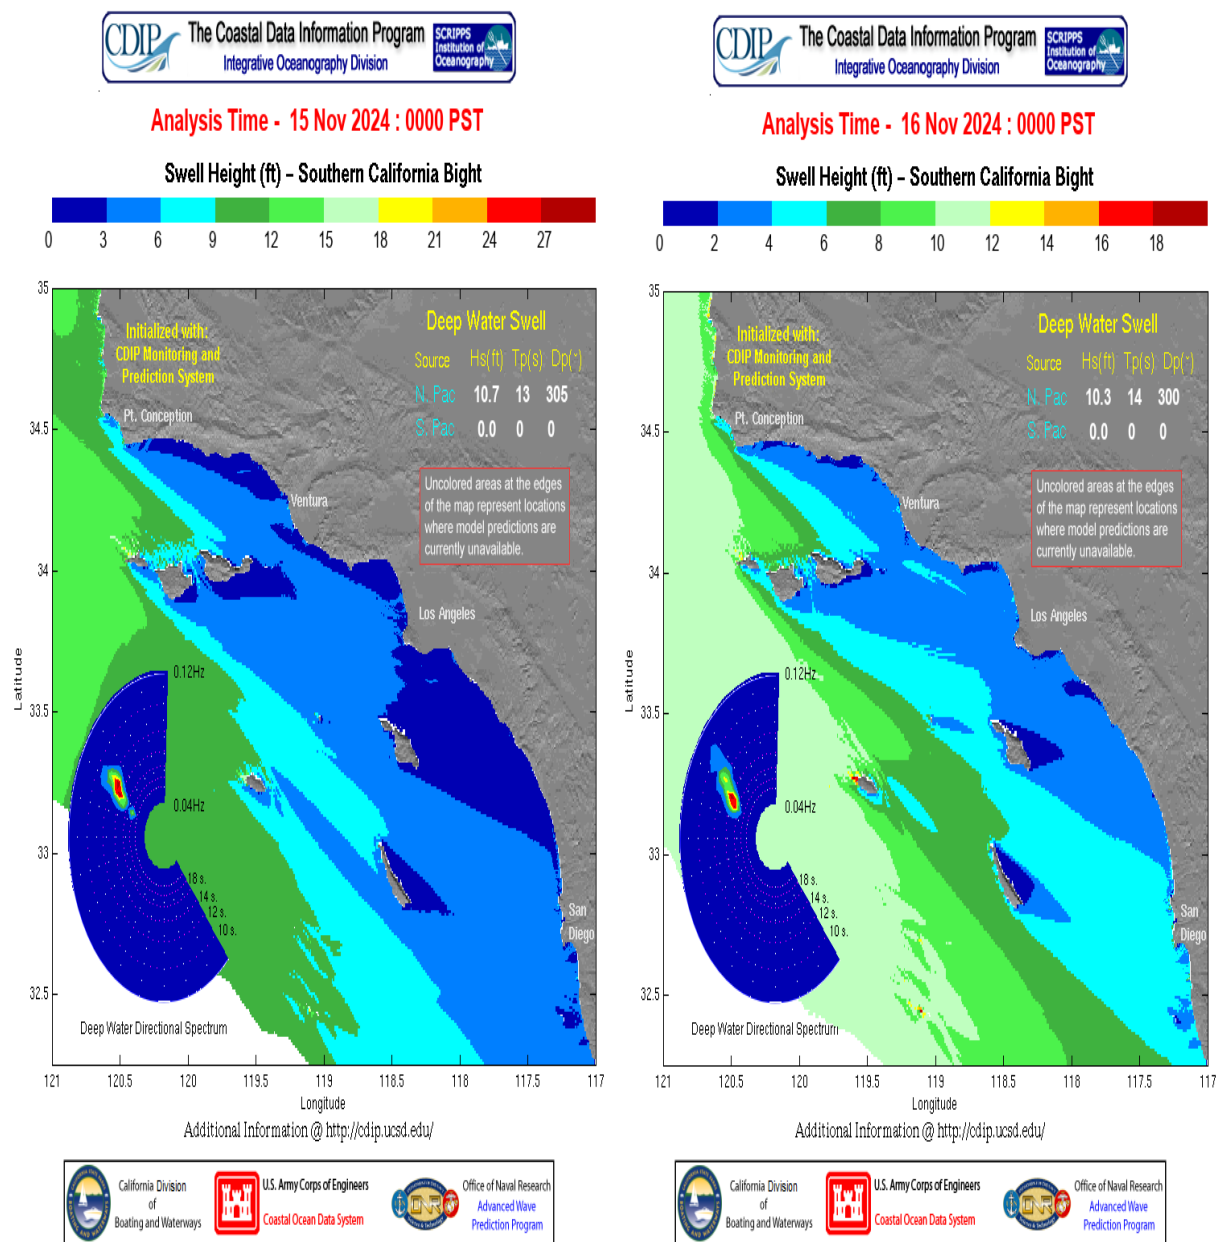 CDIP
The Coastal Data Information Program
Integrative Oceanography Division
SCRIPPS
Institution of
Oceanography
Analysis Time - 15 Nov 2024 : 0000 PST
Swell Height (ft) – Southern California Bight
0 3 6 9 12 15 18 21 24 27
35
34.5
34
33.5
33
32.5
Latitude
Initialized with:
CDIP Monitoring and
Prediction System
Pt. Conception
Deep Water Swell
Source Hs(ft) Tp(s) Dp(°)
N. Pac 10.7 13 305
S. Pac 0.0 0 0
Uncolored areas at the edges
of the map represent locations
where model predictions are
currently unavailable.
Ventura
Los Angeles
San
Diego
0.12Hz
0.04Hz
18 s.
14 s.
12 s.
10 s.
Deep Water Directional Spectrum
121 120.5 120 119.5 119 118.5 118 117.5 117
Longitude
Additional Information @ http://cdip.ucsd.edu/
California Division
of
Boating and Waterways
U.S. Army Corps of Engineers
Coastal Ocean Data System
ONR
Office of Naval Research
Advanced Wave
Prediction Program
CDIP
The Coastal Data Information Program
Integrative Oceanography Division
SCRIPPS
Institution of
Oceanography
Analysis Time - 16 Nov 2024 : 0000 PST
Swell Height (ft) – Southern California Bight
0 2 4 6 8 10 12 14 16 18
35
34.5
34
33.5
33
32.5
Latitude
Initialized with:
CDIP Monitoring and
Prediction System
Pt. Conception
Deep Water Swell
Source Hs(ft) Tp(s) Dp(°)
N. Pac 10.3 14 300
S. Pac 0.0 0 0
Uncolored areas at the edges
of the map represent locations
where model predictions are
currently unavailable.
Ventura
Los Angeles
San
Diego
0.12Hz
0.04Hz
18 s.
14 s.
12 s.
10 s.
Deep Water Directional Spectrum
121 120.5 120 119.5 119 118.5 118 117.5 117
Longitude
Additional Information @ http://cdip.ucsd.edu/
California Division
of
Boating and Waterways
U.S. Army Corps of Engineers
Coastal Ocean Data System
ONR
Office of Naval Research
Advanced Wave
Prediction Program